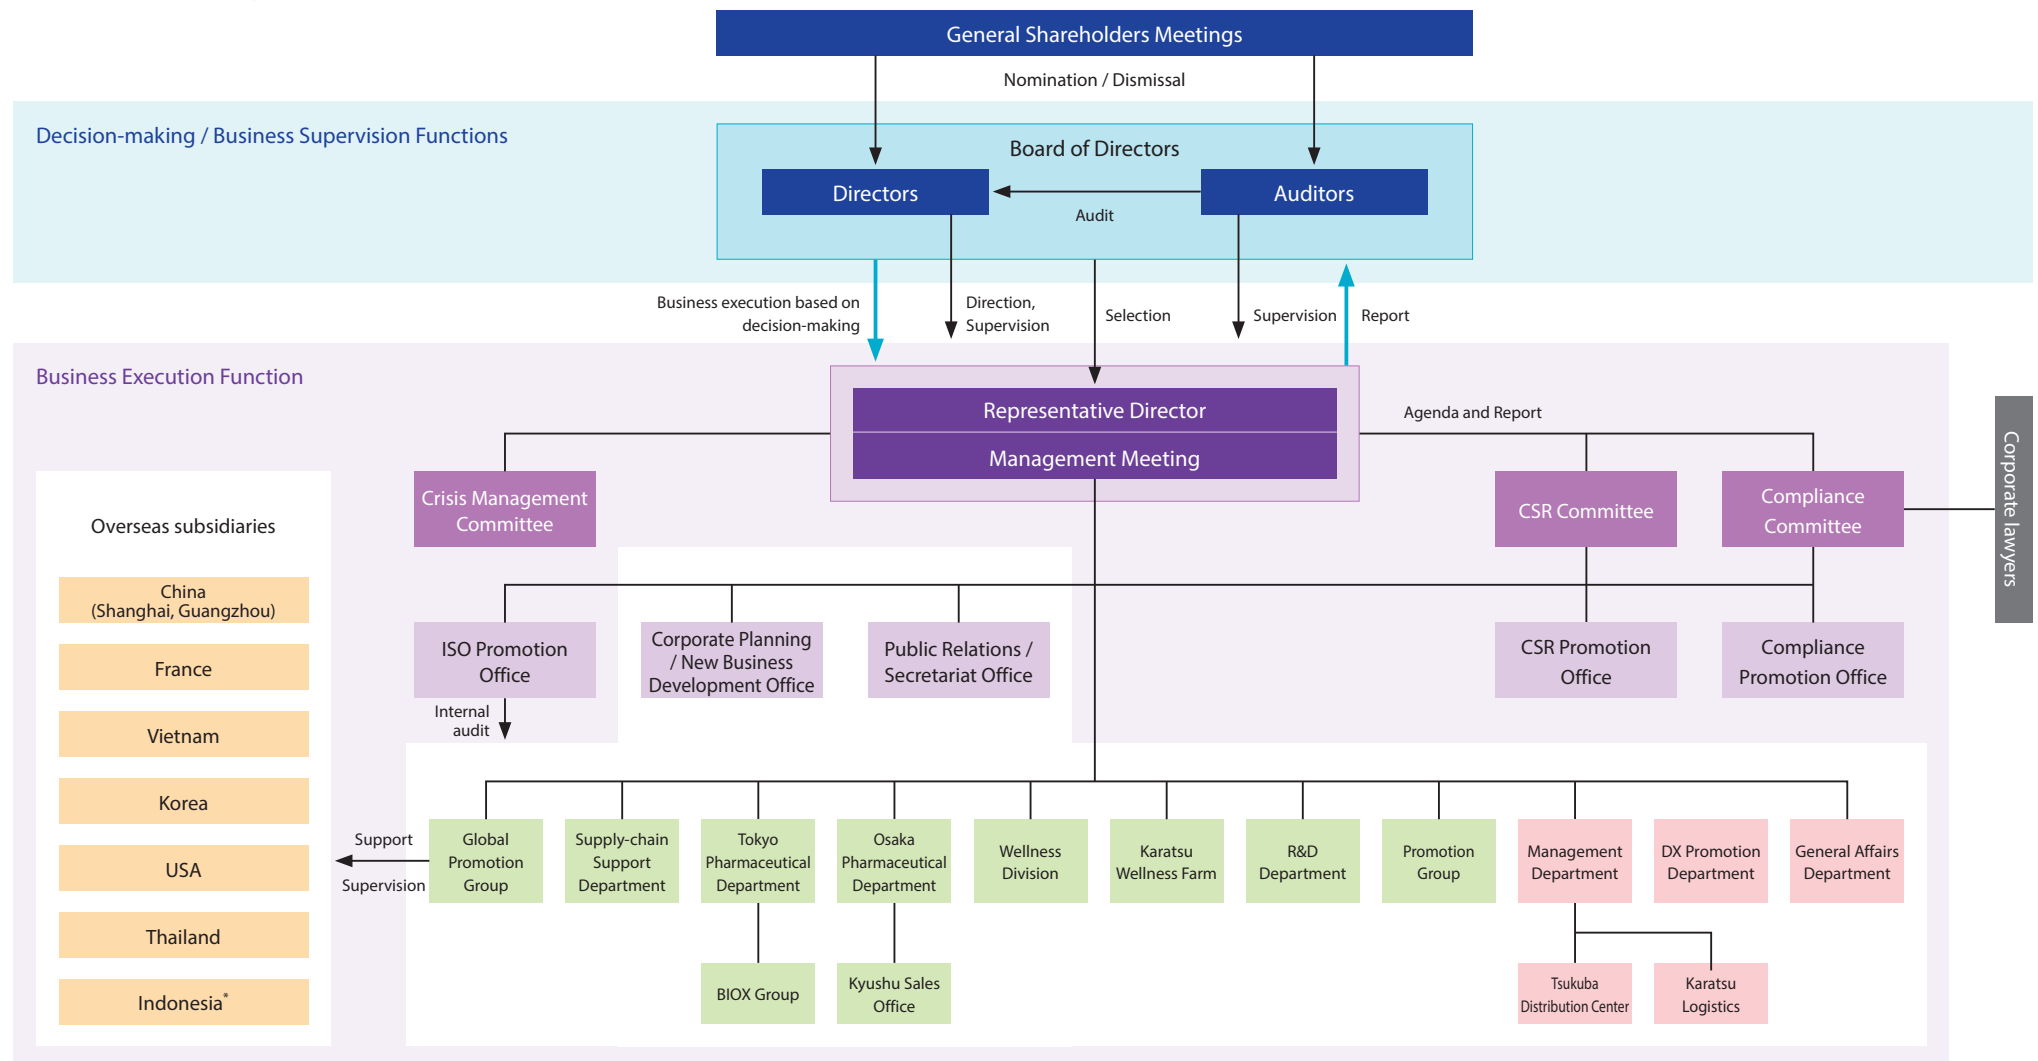 General Shareholders Meetings
Nomination / Dismissal
Decision-making / Business Supervision Functions
Board of Directors
Directors
Auditors
Audit
Business execution based on
decision-making
Direction,
Supervision
Selection
Supervision
Report
Business Execution Function
Representative Director
Management Meeting
Agenda and Report
Corporate lawyers
Crisis Management
Committee
CSR Committee
Compliance
Committee
Overseas subsidiaries
China
(Shanghai, Guangzhou)
France
Vietnam
Korea
USA
Thailand
Indonesia*
ISO Promotion
Office
Corporate Planning
/ New Business
Development Office
Public Relations /
Secretariat Office
CSR Promotion
Office
Compliance
Promotion Office
Internal
audit
Support
Supervision
Global
Promotion
Group
Supply-chain
Support
Department
Tokyo
Pharmaceutical
Department
Osaka
Pharmaceutical
Department
Wellness
Division
Karatsu
Wellness Farm
R&D
Department
Promotion
Group
Management
Department
DX Promotion
Department
General Affairs
Department
BIOX Group
Kyushu Sales
Office
Tsukuba
Distribution Center
Karatsu
Logistics